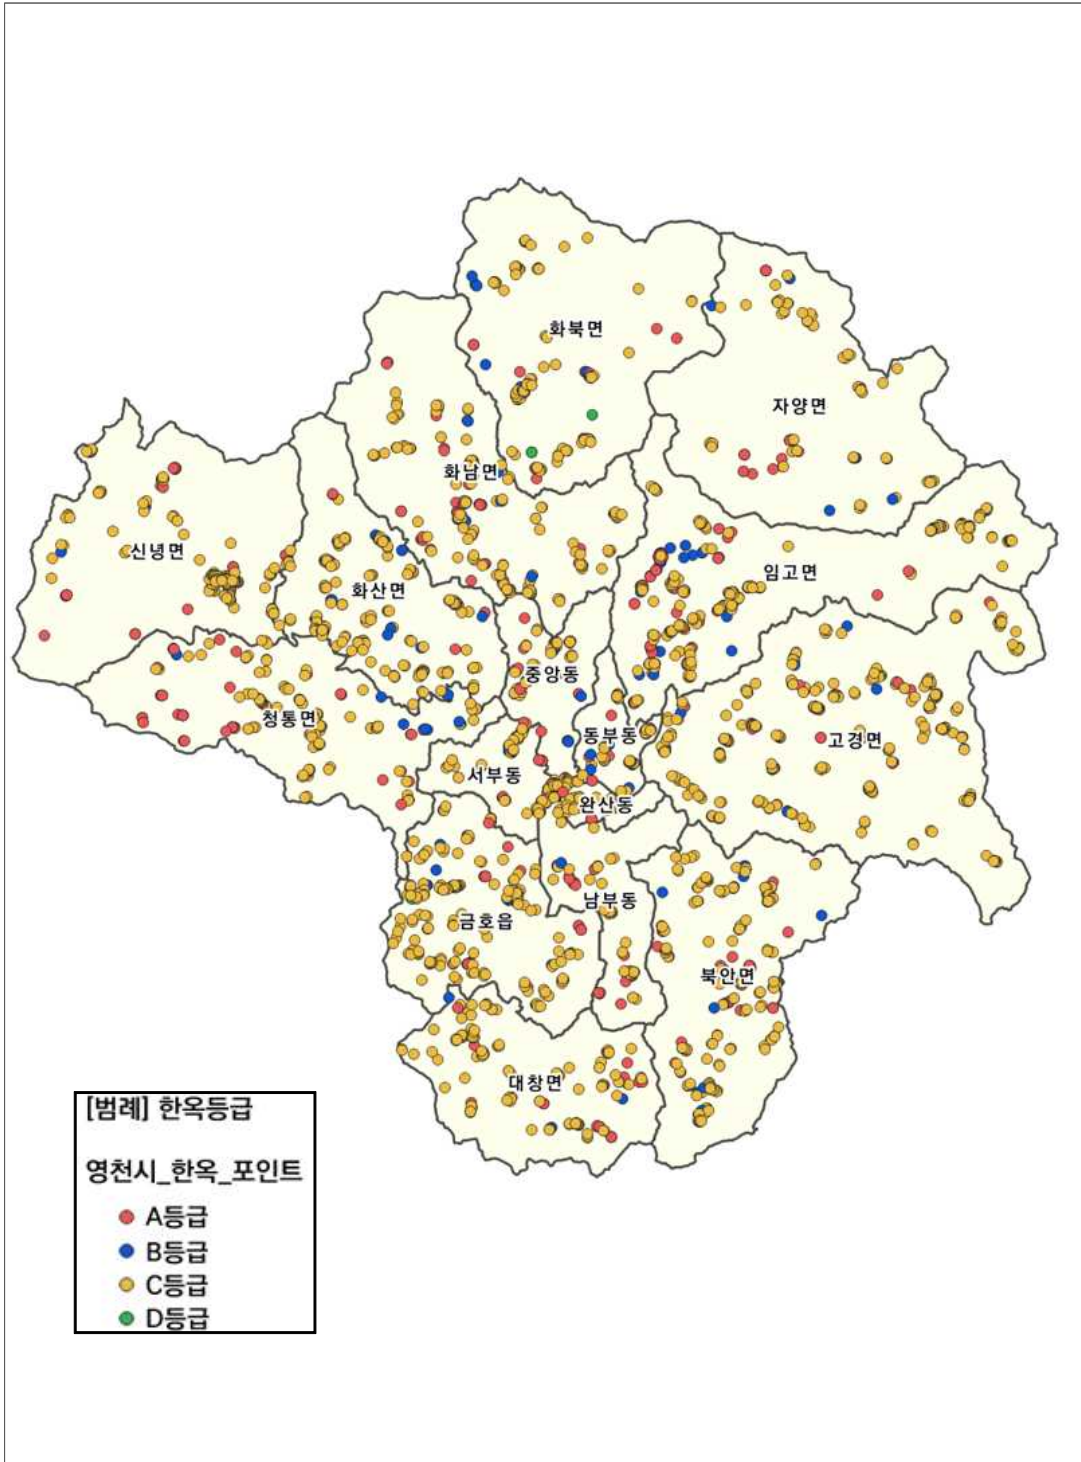 화북면
자양면
화남면
신녕면
임고면
화산면
중앙동
청통면
동부동
고경면
서부동
완산동
남부동
금호읍
북안면
대창면
[범례] 한옥등급
영천시_한옥_포인트
A등급
B등급
C등급
D등급